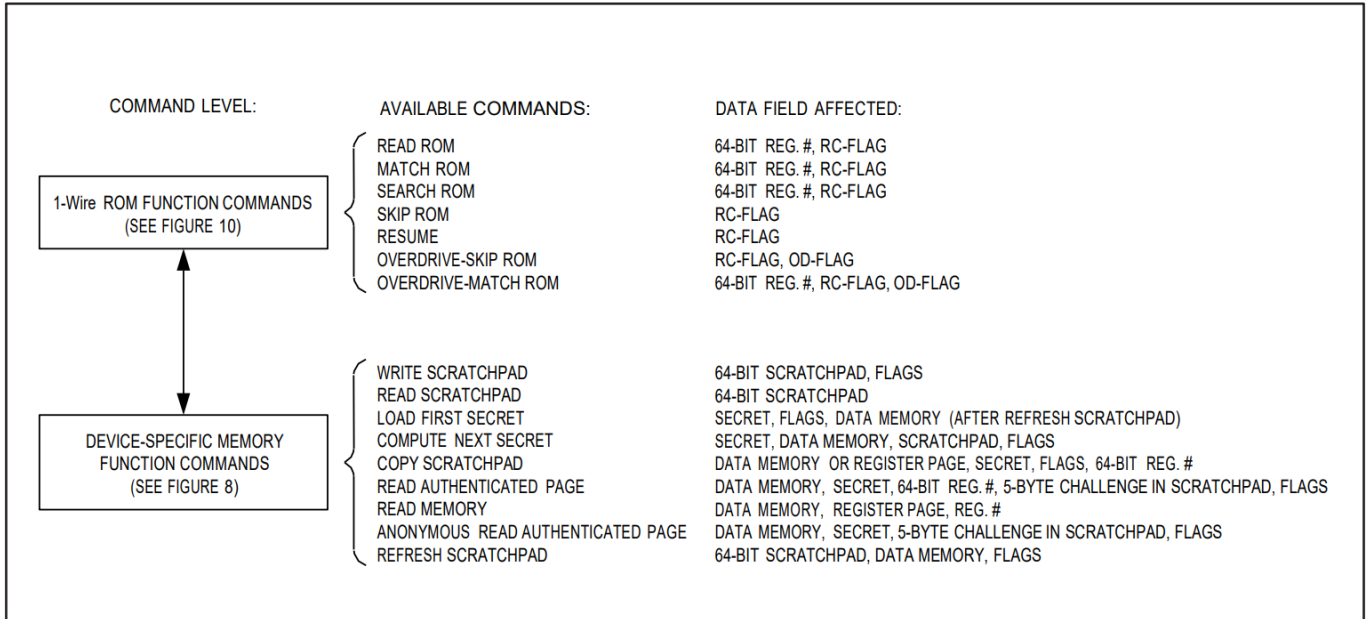 COMMAND LEVEL: AVAILABLE COMMANDS: DATA FIELD AFFECTED:
1-Wire ROM FUNCTION COMMANDS
(SEE FIGURE 10)
READ ROM 64-BIT REG. #, RC-FLAG
MATCH ROM 64-BIT REG. #, RC-FLAG
SEARCH ROM 64-BIT REG. #, RC-FLAG
SKIP ROM RC-FLAG
RESUME RC-FLAG
OVERDRIVE-SKIP ROM RC-FLAG, OD-FLAG
OVERDRIVE-MATCH ROM 64-BIT REG. #, RC-FLAG, OD-FLAG
DEVICE-SPECIFIC MEMORY
FUNCTION COMMANDS
(SEE FIGURE 8)
WRITE SCRATCHPAD 64-BIT SCRATCHPAD, FLAGS
READ SCRATCHPAD 64-BIT SCRATCHPAD
LOAD FIRST SECRET SECRET, FLAGS, DATA MEMORY (AFTER REFRESH SCRATCHPAD)
COMPUTE NEXT SECRET SECRET, DATA MEMORY, SCRATCHPAD, FLAGS
COPY SCRATCHPAD DATA MEMORY OR REGISTER PAGE, SECRET, FLAGS, 64-BIT REG. #
READ AUTHENTICATED PAGE DATA MEMORY, SECRET, 64-BIT REG. #, 5-BYTE CHALLENGE IN SCRATCHPAD, FLAGS
READ MEMORY DATA MEMORY, REGISTER PAGE, REG. #
ANONYMOUS READ AUTHENTICATED PAGE DATA MEMORY, SECRET, 5-BYTE CHALLENGE IN SCRATCHPAD, FLAGS
REFRESH SCRATCHPAD 64-BIT SCRATCHPAD, DATA MEMORY, FLAGS